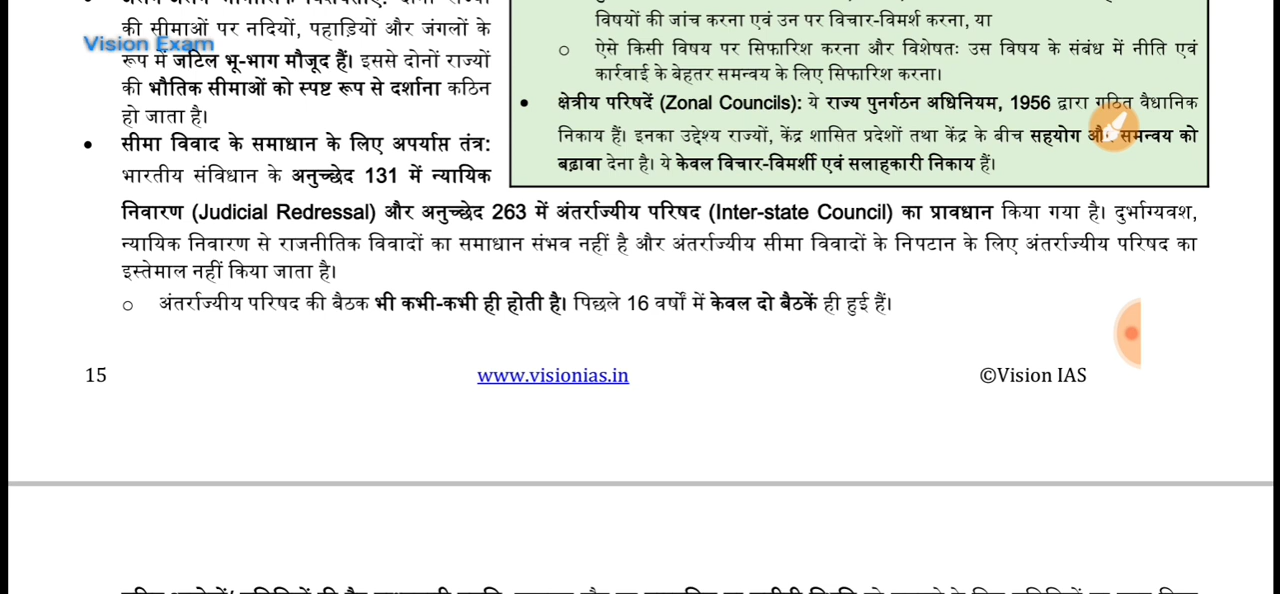 की सीमाओं पर नदियों, पहाड़ियों और जंगलों के
Vision Exam
रूप में जटिल भू-भाग मौजूद हैं। इससे दोनों राज्यों
की भौतिक सीमाओं को स्पष्ट रूप से दर्शाना कठिन
हो जाता है।
• सीमा विवाद के समाधान के लिए अपर्याप्त तंत्र:
भारतीय संविधान के अनुच्छेद 131 में न्यायिक
विषयों की जांच करना एवं उन पर विचार-विमर्श करना, या
o ऐसे किसी विषय पर सिफारिश करना और विशेषतः उस विषय के संबंध में नीति एवं
कार्रवाई के बेहतर समन्वय के लिए सिफारिश करना।
• क्षेत्रीय परिषदें (Zonal Councils): ये राज्य पुनर्गठन अधिनियम, 1956 द्वारा गठित वैधानिक
निकाय हैं। इनका उद्देश्य राज्यों, केंद्र शासित प्रदेशों तथा केंद्र के बीच सहयोग और समन्वय को
बढ़ावा देना है। ये केवल विचार-विमर्शी एवं सलाहकारी निकाय हैं।
निवारण (Judicial Redressal) और अनुच्छेद 263 में अंतर्राज्यीय परिषद (Inter-state Council) का प्रावधान किया गया है। दुर्भाग्यवश,
न्यायिक निवारण से राजनीतिक विवादों का समाधान संभव नहीं है और अंतर्राज्यीय सीमा विवादों के निपटान के लिए अंतर्राज्यीय परिषद का
इस्तेमाल नहीं किया जाता है।
o अंतर्राज्यीय परिषद की बैठक भी कभी-कभी ही होती है। पिछले 16 वर्षों में केवल दो बैठकें ही हुई हैं।
15
www.visionias.in
©Vision IAS